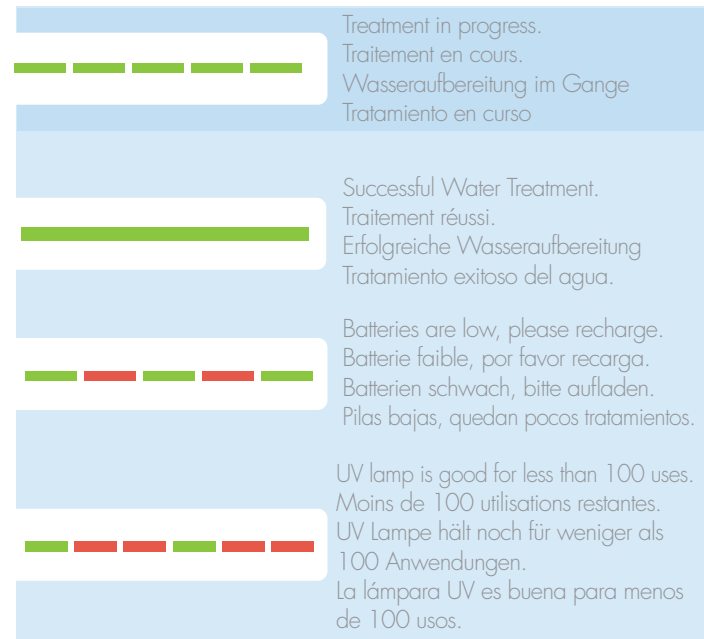 Treatment in progress.
Traitement en cours.
Wasseraufbereitung im Gange
Tratamiento en curso
Successful Water Treatment.
Traitement réussi.
Erfolgreiche Wasseraufbereitung
Tratamiento exitoso del agua.
Batteries are low, please recharge.
Batterie faible, por favor recarga.
Batterien schwach, bitte aufladen.
Pilas bajas, quedan pocos tratamientos.
UV lamp is good for less than 100 uses.
Moins de 100 utilisations restantes.
UV Lampe hält noch für weniger als
100 Anwendungen.
La lámpara UV es buena para menos
de 100 usos.